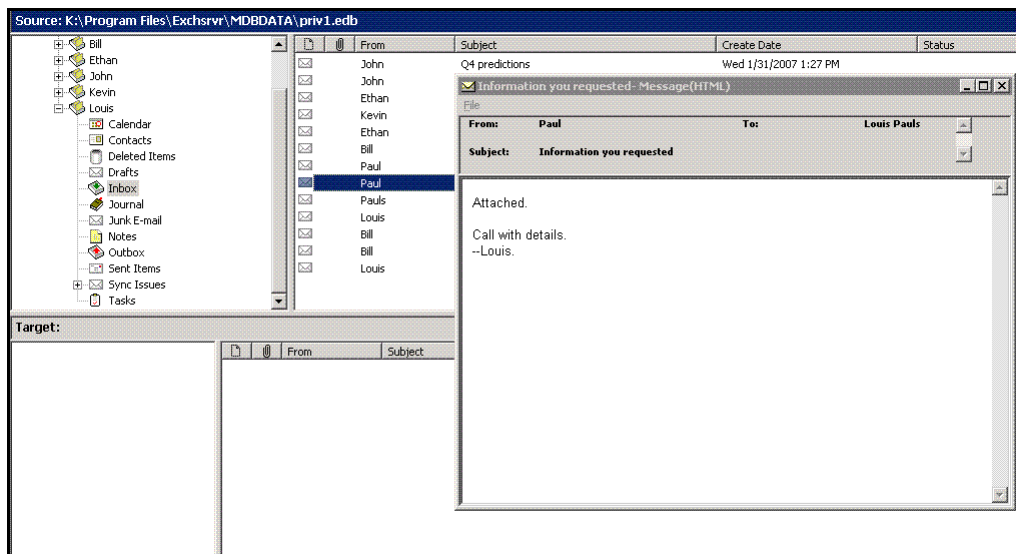 Source: K:\Program Files\Exchsrvr\MDBDATA\priv1.edb
Bill
Ethan
John
Kevin
Louis
Calendar
Contacts
Deleted Items
Drafts
Inbox
Journal
Junk E-mail
Notes
Outbox
Sent Items
Sync Issues
Tasks
From Subject Create Date Status
John Q4 predictions Wed 1/31/2007 1:27 PM
John
Ethan
Kevin
Ethan
Bill
Paul
Paul
Pauls
Louis
Bill
Bill
Louis
Information you requested- Message(HTML)
File
From: Paul To: Louis Pauls
Subject: Information you requested
Attached.
Call with details.
--Louis.
Target:
From Subject